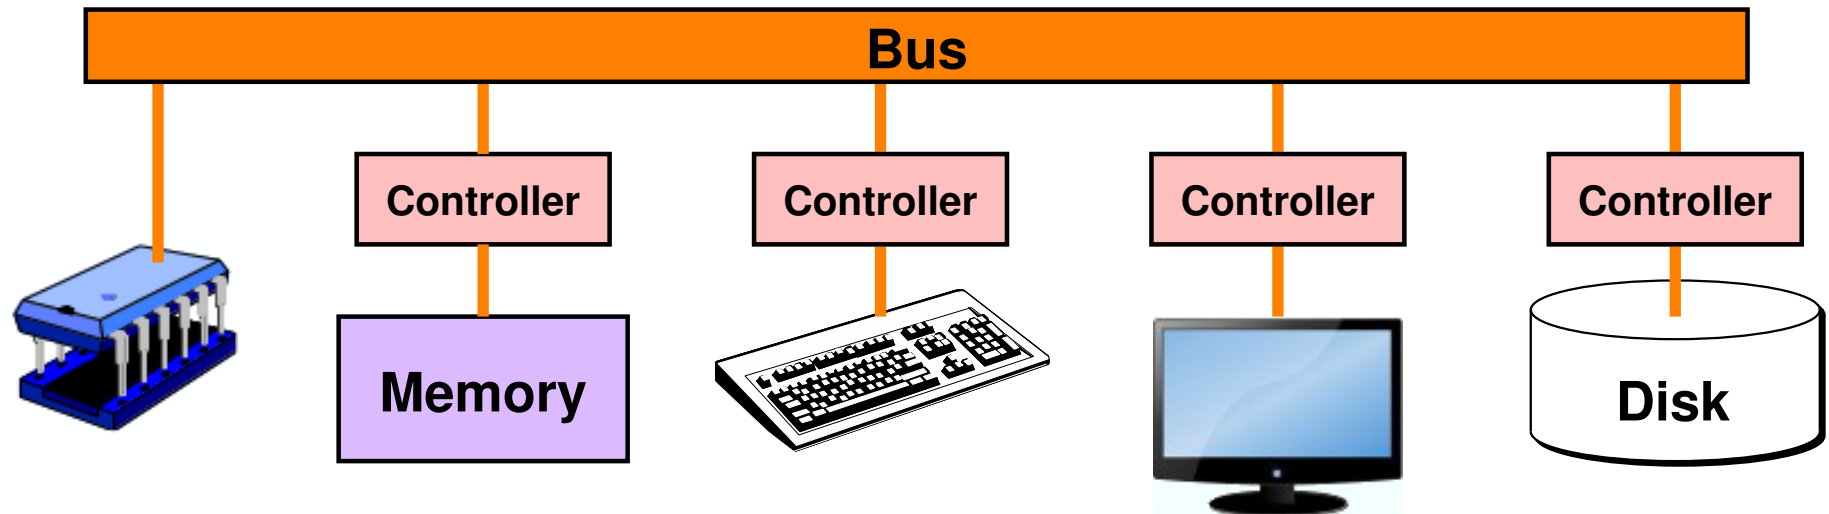 Bus
Controller
Controller
Controller
Controller
Memory
Disk